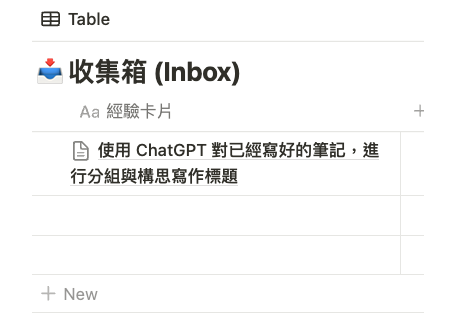 Table
收集箱 (Inbox)
Aa 經驗卡片
使用 ChatGPT 對已經寫好的筆記，進
行分組與構思寫作標題
New